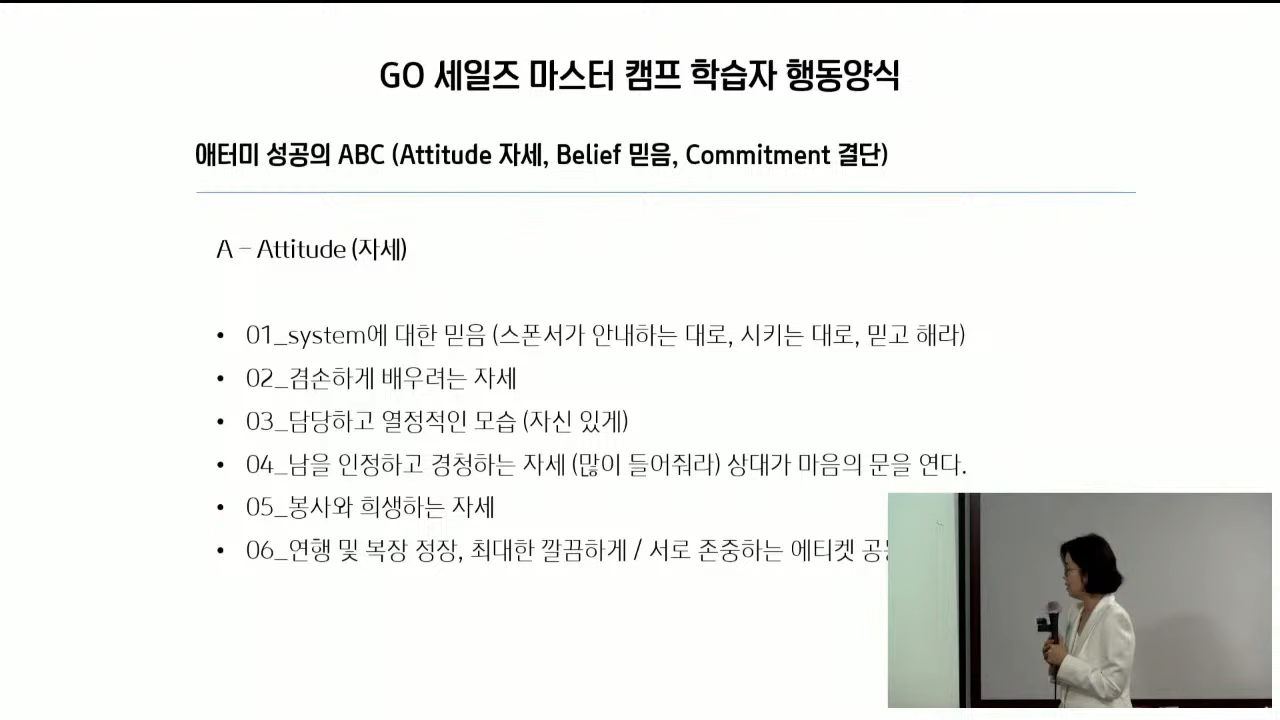 GO 세일즈 마스터 캠프 학습자 행동양식
애터미 성공의 ABC (Attitude 자세, Belief 믿음, Commitment 결단)
A – Attitude (자세)
• 01_system에 대한 믿음 (스폰서가 안내하는 대로, 시키는 대로, 믿고 해라)
• 02_겸손하게 배우려는 자세
• 03_담당하고 열정적인 모습 (자신 있게)
• 04_남을 인정하고 경청하는 자세 (많이 들어줘라) 상대가 마음의 문을 연다.
• 05_봉사와 희생하는 자세
• 06_연행 및 복장 정장, 최대한 깔끔하게 / 서로 존중하는 에티켓